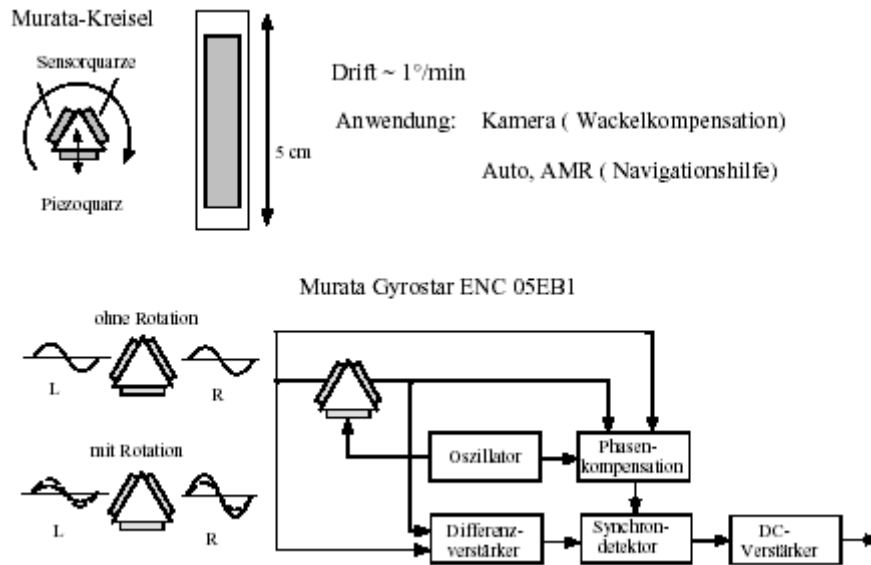 Murata-Kreisel
Sensorquarze
Piezoquarz
5 cm
Drift ~ 1°/min
Anwendung: Kamera ( Wackelkompensation)
Auto, AMR ( Navigationshilfe)
Murata Gyrostar ENC 05EB1
ohne Rotation
L
R
mit Rotation
L
R
Oszillator
Phasen-
kompensation
Differenz-
verstärker
Synchron-
detektor
DC-
Verstärker